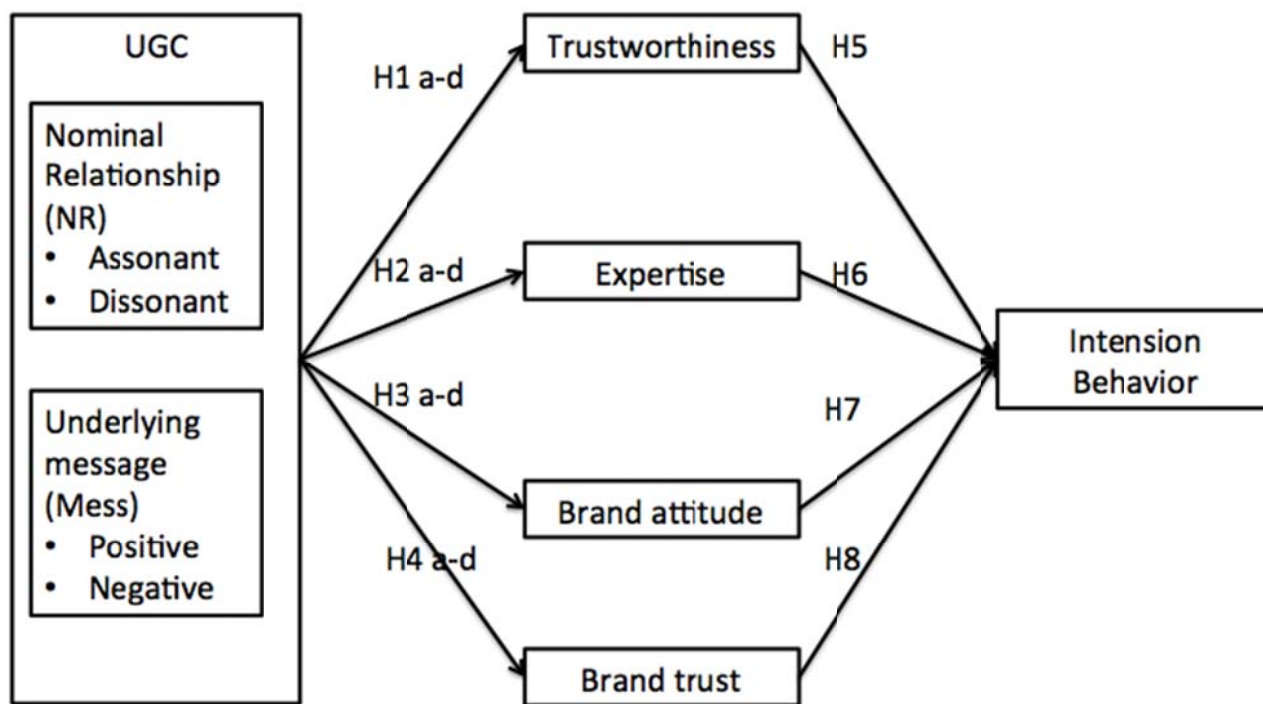 UGC
Nominal
Relationship
(NR)
• Assonant
• Dissonant
Underlying
message
(Mess)
• Positive
• Negative
H1 a-d
H2 a-d
H3 a-d
H4 a-d
Trustworthiness
Expertise
Brand attitude
Brand trust
H5
H6
H7
H8
Intension
Behavior